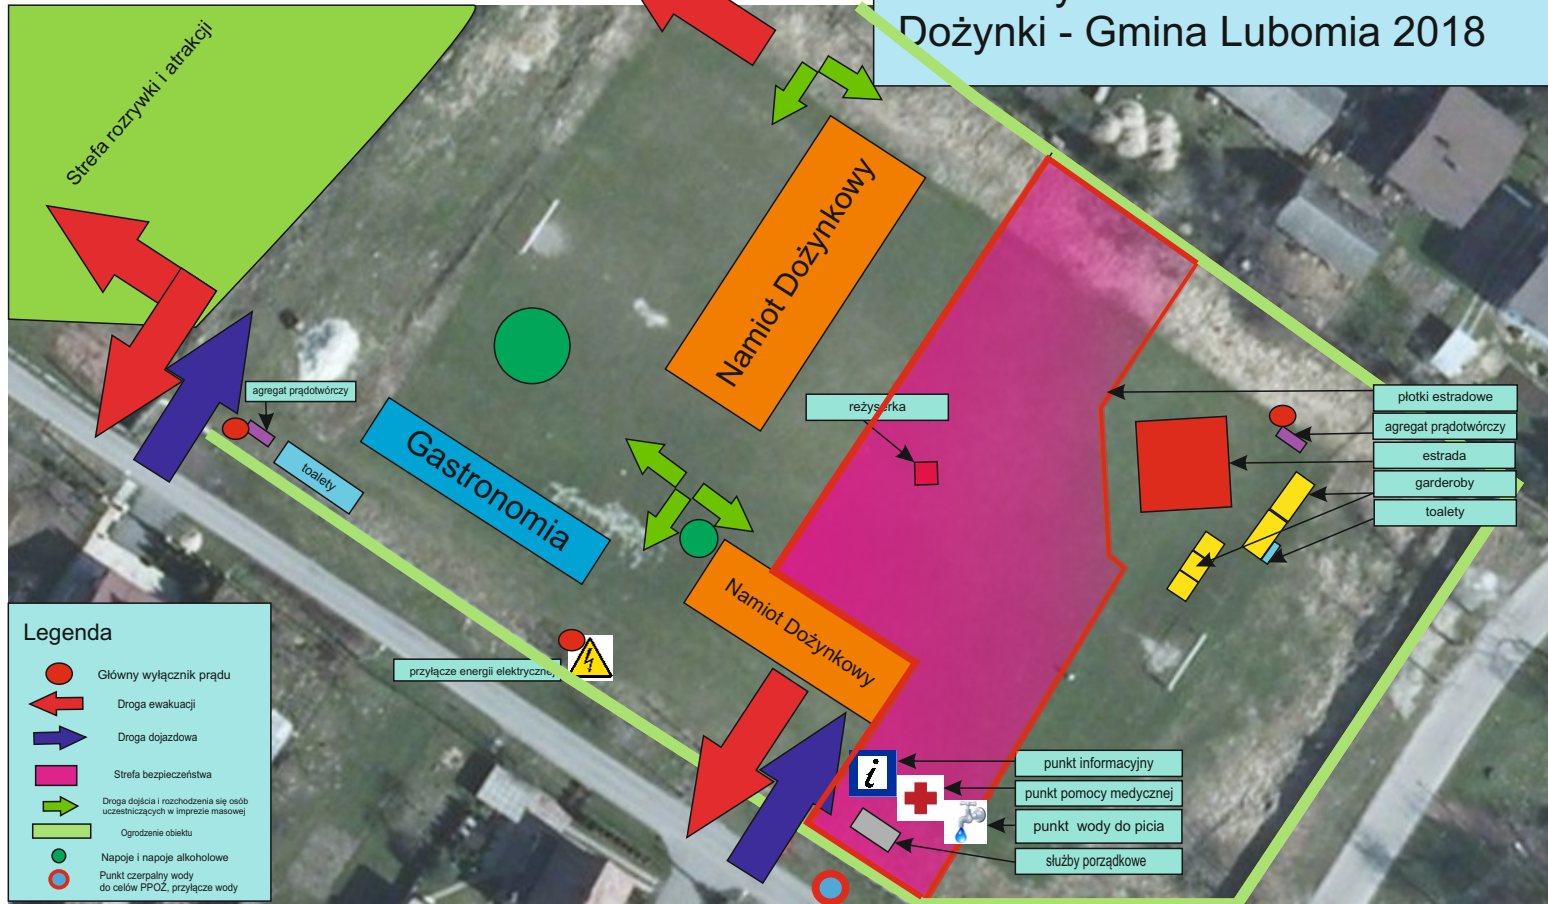 Dożynki - Gmina Lubomia 2018
Strefa rozrywki i atrakcji
Namiot Dożynkowy
agregat prądotwórczy
toalety
Gastronomia
reżyserka
płotki estradowe
agregat prądotwórczy
estrada
garderoby
toalety
Namiot Dożynkowy
przyłącze energii elektrycznej
punkt informacyjny
i
punkt pomocy medycznej
punkt wody do picia
służby porządkowe
Legenda
Główny wyłącznik prądu
Droga ewakuacji
Droga dojazdowa
Strefa bezpieczeństwa
Droga dojścia i rozchodzenia się osób
uczestniczących w imprezie masowej
Ogrodzenie obiektu
Napoje i napoje alkoholowe
Punkt czerpalny wody
do celów PPOŻ, przyłącze wody